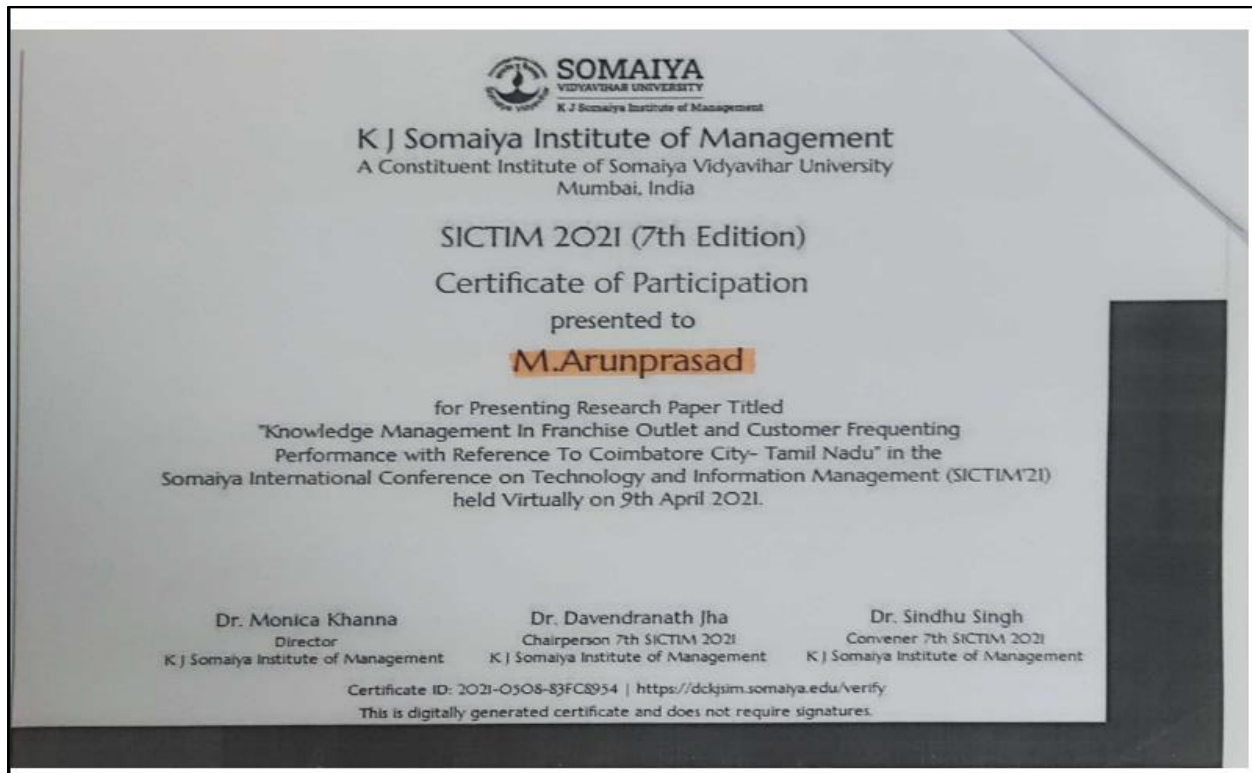 SOMAIYA
VIDYAVIHAR UNIVERSITY
K J Somaiya Institute of Management
K J Somaiya Institute of Management
A Constituent Institute of Somaiya Vidyavihar University
Mumbai, India
SICTIM 2021 (7th Edition)
Certificate of Participation
presented to
M.Arunprasad
for Presenting Research Paper Titled
"Knowledge Management In Franchise Outlet and Customer Frequenting
Performance with Reference To Coimbatore City- Tamil Nadu" in the
Somaiya International Conference on Technology and Information Management (SICTIM'21)
held Virtually on 9th April 2021.
Dr. Monica Khanna
Director
K J Somaiya Institute of Management
Dr. Davendranath Jha
Chairperson 7th SICTIM 2021
K J Somaiya Institute of Management
Dr. Sindhu Singh
Convener 7th SICTIM 2021
K J Somaiya Institute of Management
Certificate ID: 2021-0508-83FC8954 | https://dckjsim.somaiya.edu/verify
This is digitally generated certificate and does not require signatures.